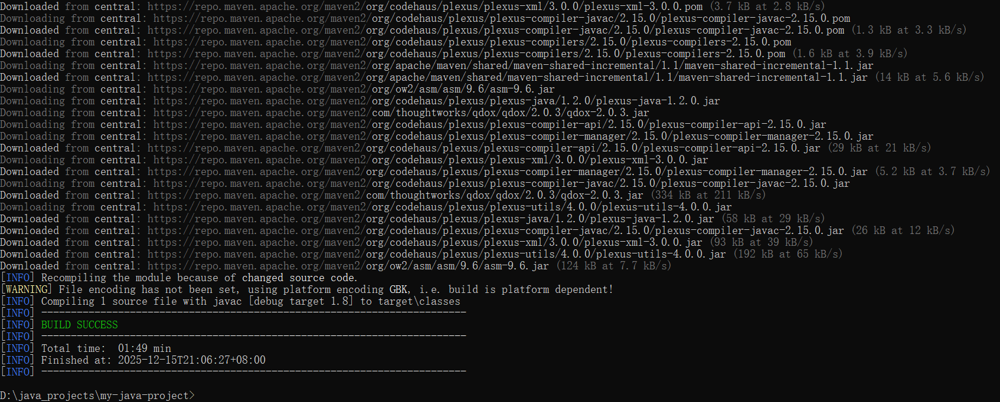 Downloaded from central: https://repo.maven.apache.org/maven2/org/codehaus/plexus/plexus-xml/3.0.0/plexus-xml-3.0.0.pom (3.7 kB at 2.8 kB/s)
Downloading from central: https://repo.maven.apache.org/maven2/org/codehaus/plexus/plexus-compiler-javac/2.15.0/plexus-compiler-javac-2.15.0.pom
Downloaded from central: https://repo.maven.apache.org/maven2/org/codehaus/plexus/plexus-compiler-javac/2.15.0/plexus-compiler-javac-2.15.0.pom (1.3 kB at 3.3 kB/s)
Downloading from central: https://repo.maven.apache.org/maven2/org/codehaus/plexus/plexus-compilers/2.15.0/plexus-compilers-2.15.0.pom
Downloaded from central: https://repo.maven.apache.org/maven2/org/codehaus/plexus/plexus-compilers/2.15.0/plexus-compilers-2.15.0.pom (1.6 kB at 3.9 kB/s)
Downloading from central: https://repo.maven.apache.org/maven2/org/apache/maven/shared/maven-shared-incremental/1.1/maven-shared-incremental-1.1.jar
Downloaded from central: https://repo.maven.apache.org/maven2/org/apache/maven/shared/maven-shared-incremental/1.1/maven-shared-incremental-1.1.jar (14 kB at 5.6 kB/s)
Downloading from central: https://repo.maven.apache.org/maven2/org/ow2/asm/asm/9.6/asm-9.6.jar
Downloading from central: https://repo.maven.apache.org/maven2/org/codehaus/plexus/plexus-java/1.2.0/plexus-java-1.2.0.jar
Downloading from central: https://repo.maven.apache.org/maven2/com/thoughtworks/qdox/qdox/2.0.3/qdox-2.0.3.jar
Downloading from central: https://repo.maven.apache.org/maven2/org/codehaus/plexus/plexus-compiler-api/2.15.0/plexus-compiler-api-2.15.0.jar
Downloading from central: https://repo.maven.apache.org/maven2/org/codehaus/plexus/plexus-compiler-manager/2.15.0/plexus-compiler-manager-2.15.0.jar
Downloaded from central: https://repo.maven.apache.org/maven2/org/codehaus/plexus/plexus-compiler-api/2.15.0/plexus-compiler-api-2.15.0.jar (29 kB at 21 kB/s)
Downloading from central: https://repo.maven.apache.org/maven2/org/codehaus/plexus/plexus-xml/3.0.0/plexus-xml-3.0.0.jar
Downloaded from central: https://repo.maven.apache.org/maven2/org/codehaus/plexus/plexus-compiler-manager/2.15.0/plexus-compiler-manager-2.15.0.jar (5.2 kB at 3.7 kB/s)
Downloading from central: https://repo.maven.apache.org/maven2/org/codehaus/plexus/plexus-compiler-javac/2.15.0/plexus-compiler-javac-2.15.0.jar
Downloaded from central: https://repo.maven.apache.org/maven2/com/thoughtworks/qdox/qdox/2.0.3/qdox-2.0.3.jar (334 kB at 211 kB/s)
Downloading from central: https://repo.maven.apache.org/maven2/org/codehaus/plexus/plexus-utils/4.0.0/plexus-utils-4.0.0.jar
Downloaded from central: https://repo.maven.apache.org/maven2/org/codehaus/plexus/plexus-java/1.2.0/plexus-java-1.2.0.jar (58 kB at 29 kB/s)
Downloaded from central: https://repo.maven.apache.org/maven2/org/codehaus/plexus/plexus-compiler-javac/2.15.0/plexus-compiler-javac-2.15.0.jar (26 kB at 12 kB/s)
Downloaded from central: https://repo.maven.apache.org/maven2/org/codehaus/plexus/plexus-xml/3.0.0/plexus-xml-3.0.0.jar (93 kB at 39 kB/s)
Downloaded from central: https://repo.maven.apache.org/maven2/org/codehaus/plexus/plexus-utils/4.0.0/plexus-utils-4.0.0.jar (192 kB at 65 kB/s)
Downloaded from central: https://repo.maven.apache.org/maven2/org/ow2/asm/asm/9.6/asm-9.6.jar (124 kB at 7.7 kB/s)
[INFO] Recompiling the module because of changed source code.
[WARNING] File encoding has not been set, using platform encoding GBK, i.e. build is platform dependent!
[INFO] Compiling 1 source file with javac [debug target 1.8] to target\classes
[INFO] ------------------------------------------------------------------------
[INFO] BUILD SUCCESS
[INFO] ------------------------------------------------------------------------
[INFO] Total time:  01:49 min
[INFO] Finished at: 2025-12-15T21:06:27+08:00
[INFO] ------------------------------------------------------------------------
D:\java_projects\my-java-project>